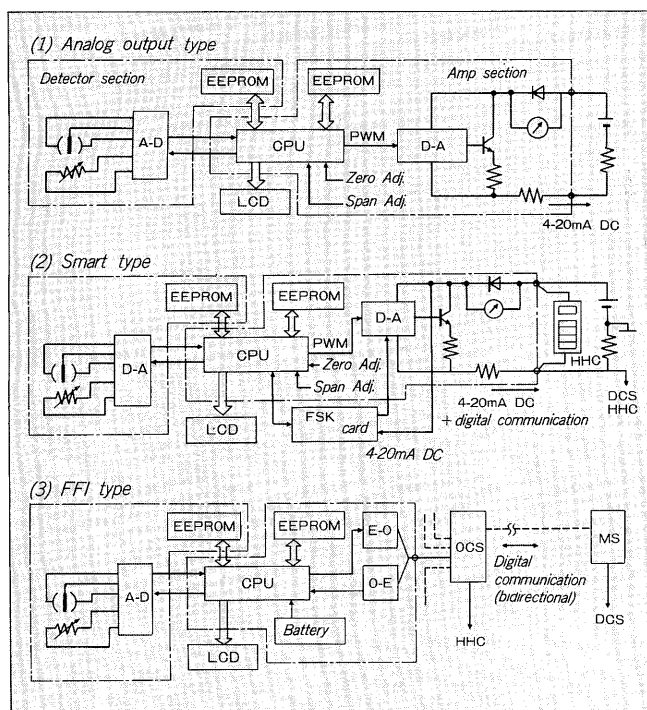 (1) Analog output type
Detector section
EEPROM
EEPROM
Amp section
A-D
CPU
PWM
D-A
Zero Adj.
Span Adj.
LCD
4-20mA DC
(2) Smart type
EEPROM
EEPROM
D-A
CPU
PWM
D-A
Zero Adj.
Span Adj.
LCD
FSK
card
HHC
4-20mA DC
+digital communication
DCS
HHC
4-20mA DC
(3) FFI type
EEPROM
EEPROM
A-D
CPU
E-O
O-E
Battery
LCD
OCS
MS
Digital
communication
(bidirectional)
HHC
DCS